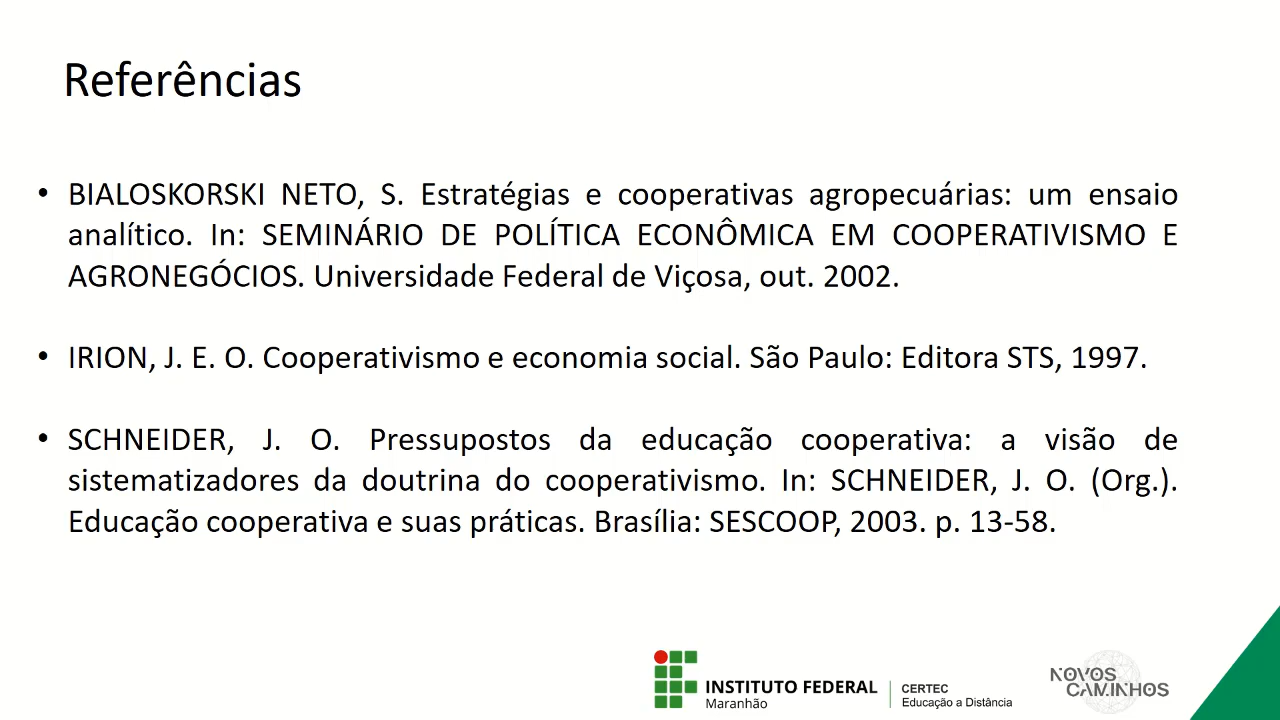 Referências
• BIALOSKORSKI NETO, S. Estratégias e cooperativas agropecuárias: um ensaio
analítico. In: SEMINÁRIO DE POLÍTICA ECONÔMICA EM COOPERATIVISMO E
AGRONEGÓCIOS. Universidade Federal de Viçosa, out. 2002.
• IRION, J. E. O. Cooperativismo e economia social. São Paulo: Editora STS, 1997.
• SCHNEIDER, J. O. Pressupostos da educação cooperativa: a visão de
sistematizadores da doutrina do cooperativismo. In: SCHNEIDER, J. O. (Org.).
Educação cooperativa e suas práticas. Brasília: SESCOOP, 2003. p. 13-58.
INSTITUTO FEDERAL
Maranhão
CERTEC
Educação a Distância
NOVOS
CAMINHOS